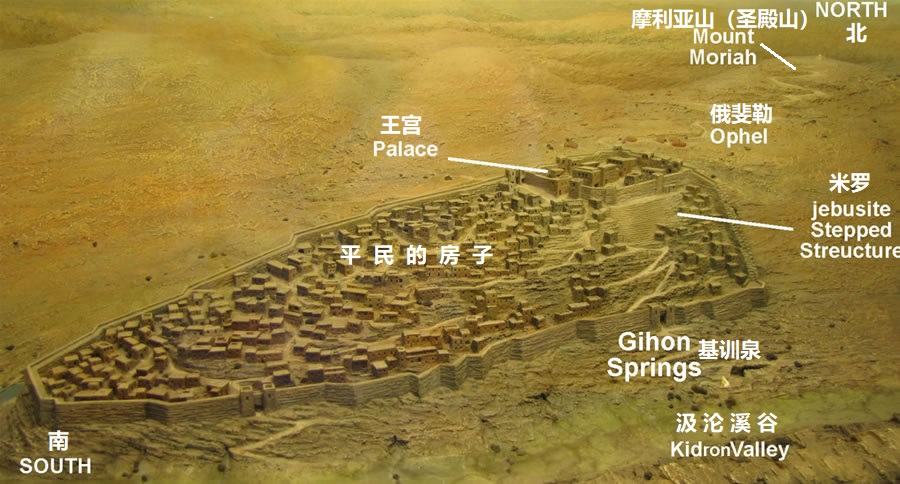 摩利亚山（圣殿山）
Mount
Moriah
NORTH
北
王宫
Palace
俄斐勒
Ophel
米罗
jebusite
Stepped
Streucture
平民的房子
Gihon
Springs
基训泉
汲沦溪谷
KidronValley
南
SOUTH